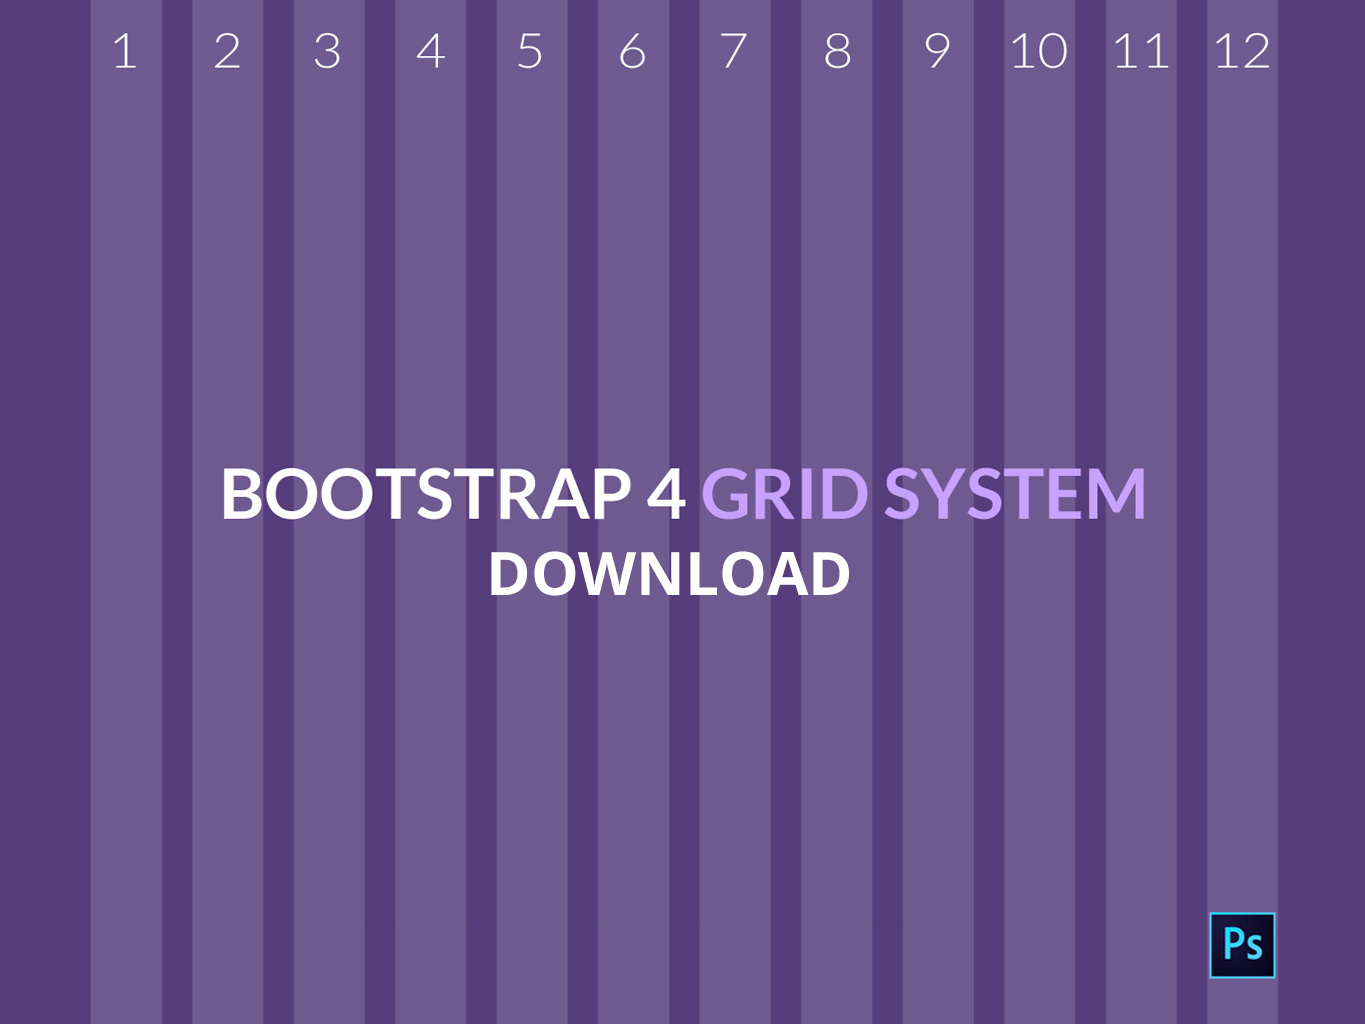 1 2 3 4 5 6 7 8 9 10 11 12
BOOTSTRAP 4 GRID SYSTEM
DOWNLOAD
Ps